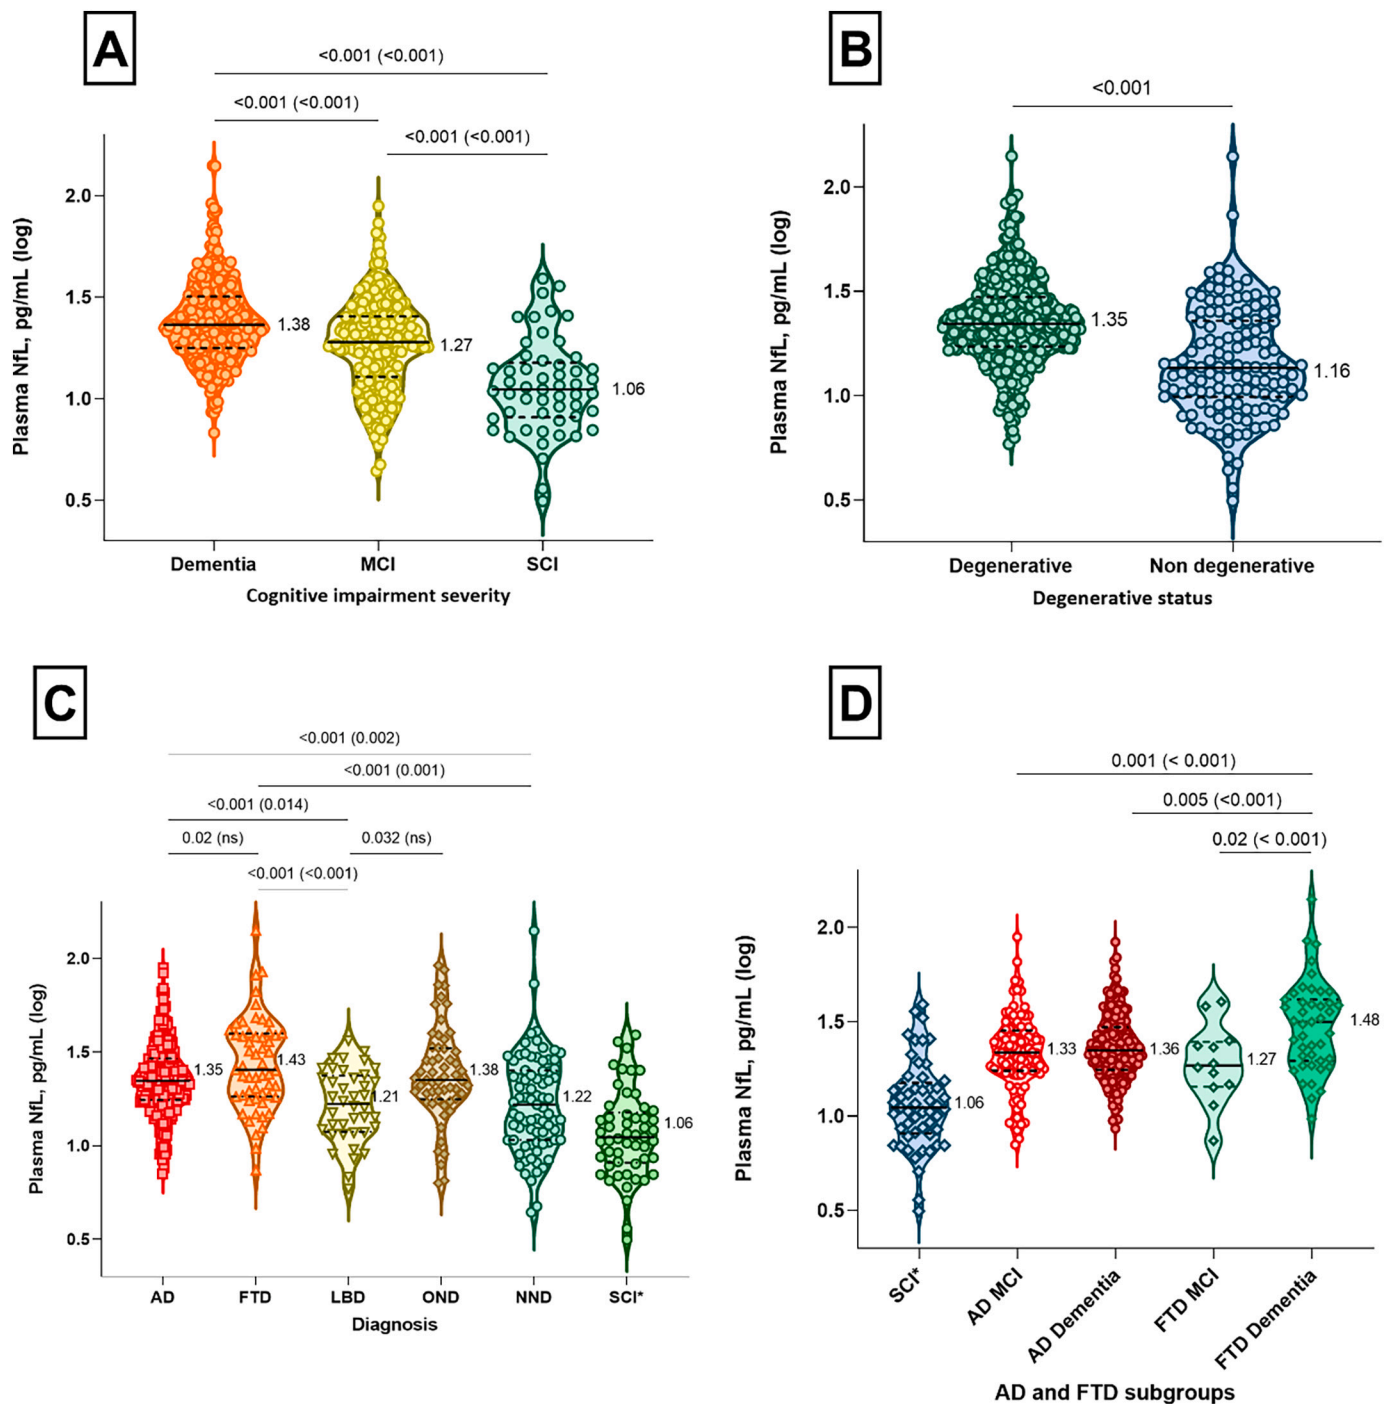 A
<0.001 (<0.001)
<0.001 (<0.001)
<0.001 (<0.001)
Plasma NfL, pg/mL (log)
2.0
1.5
1.0
0.5
1.38
1.27
1.06
Dementia MCI SCI
Cognitive impairment severity
B
<0.001
Plasma NfL, pg/mL (log)
2.0
1.5
1.0
0.5
1.35
1.16
Degenerative Non degenerative
Degenerative status
C
<0.001 (0.002)
<0.001 (0.001)
<0.001 (0.014)
0.02 (ns) 0.032 (ns)
<0.001 (<0.001)
Plasma NfL, pg/mL (log)
2.0
1.5
1.0
0.5
1.35
1.43
1.21
1.38
1.22
1.06
AD FTD LBD OND NND SCI*
Diagnosis
D
0.001 (< 0.001)
0.005 (<0.001)
0.02 (< 0.001)
Plasma NfL, pg/mL (log)
2.0
1.5
1.0
0.5
1.06
1.33
1.36
1.27
1.48
SCI*
AD MCI
AD Dementia
FTD MCI
FTD Dementia
AD and FTD subgroups